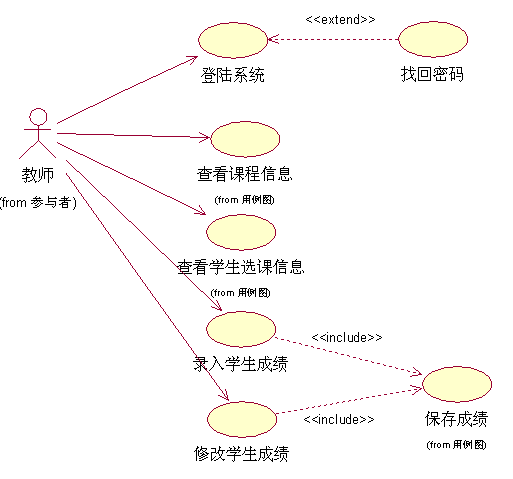 <<extend>>
登陆系统
找回密码
教师
(from 参与者)
查看课程信息
(from 用例图)
查看学生选课信息
(from 用例图)
<<include>>
录入学生成绩
保存成绩
(from 用例图)
<<include>>
修改学生成绩